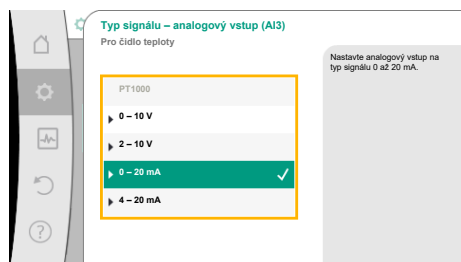 Typ signálu – analogový vstup (AI3)
Pro čidlo teploty
Nastavte analogový vstup na
typ signálu 0 až 20 mA.
PT1000
0 – 10 V
2 – 10 V
0 – 20 mA
4 – 20 mA
?